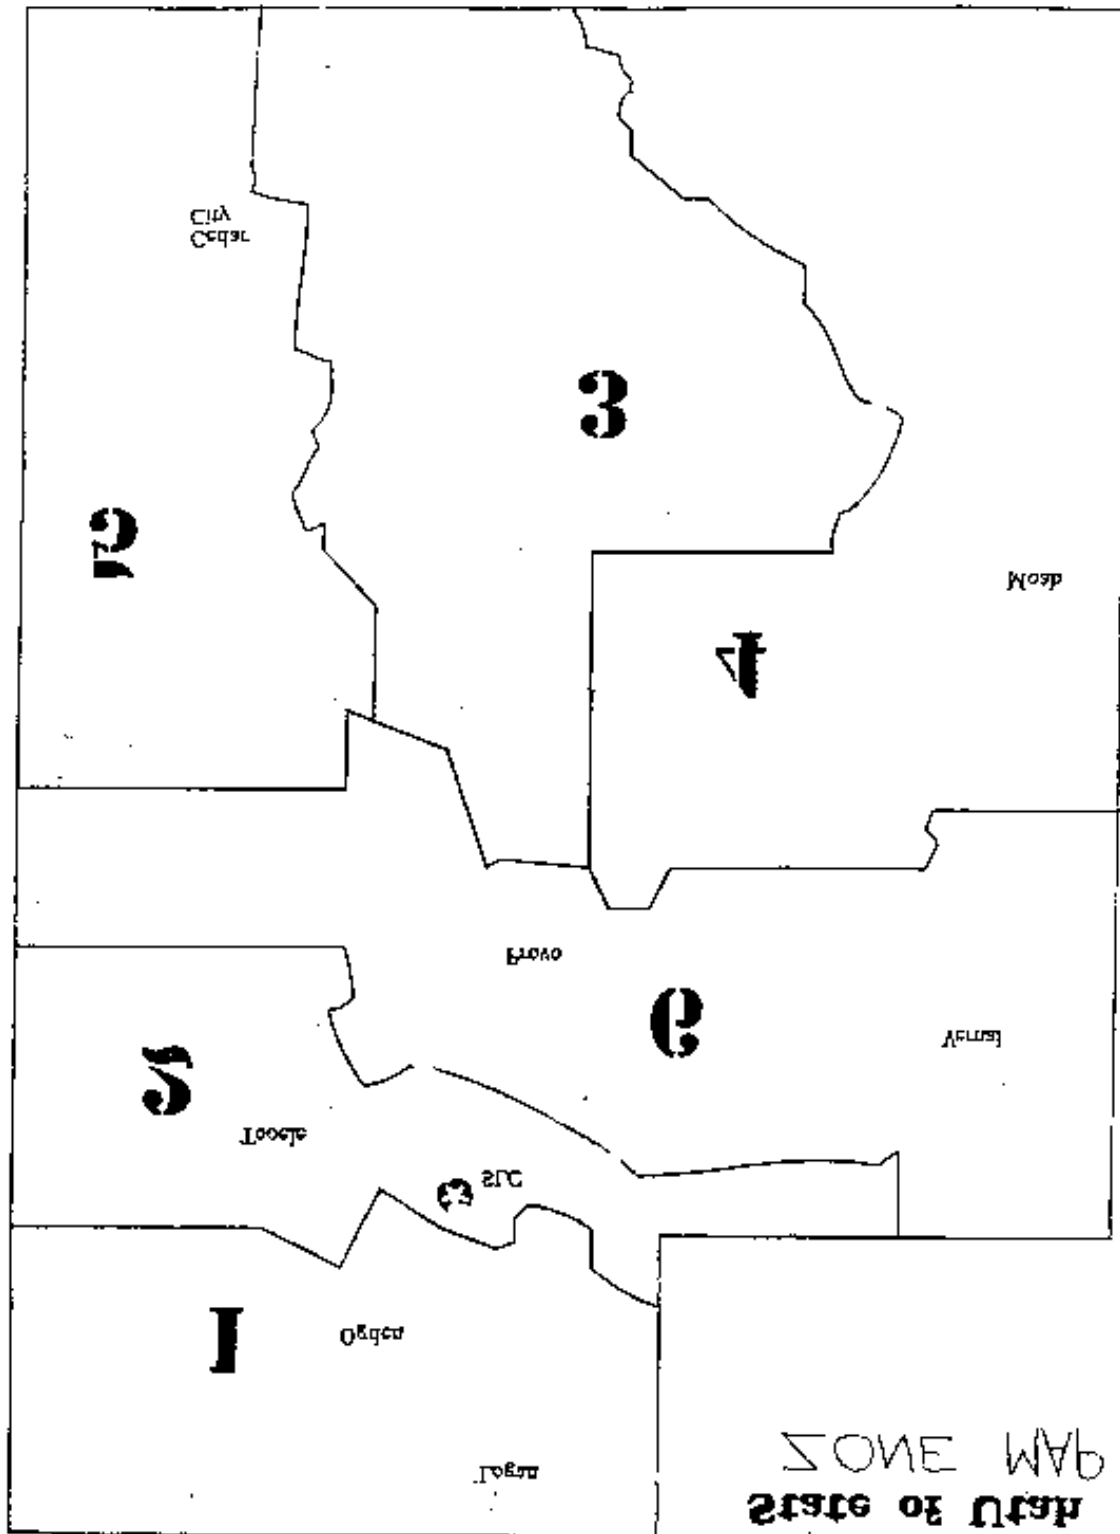 State of Utah
ZONE MAP
Logan
1
Ogden
3
SLC
Tooele
2
6
Vernal
Provo
4
Moab
5
3
Cedar
City